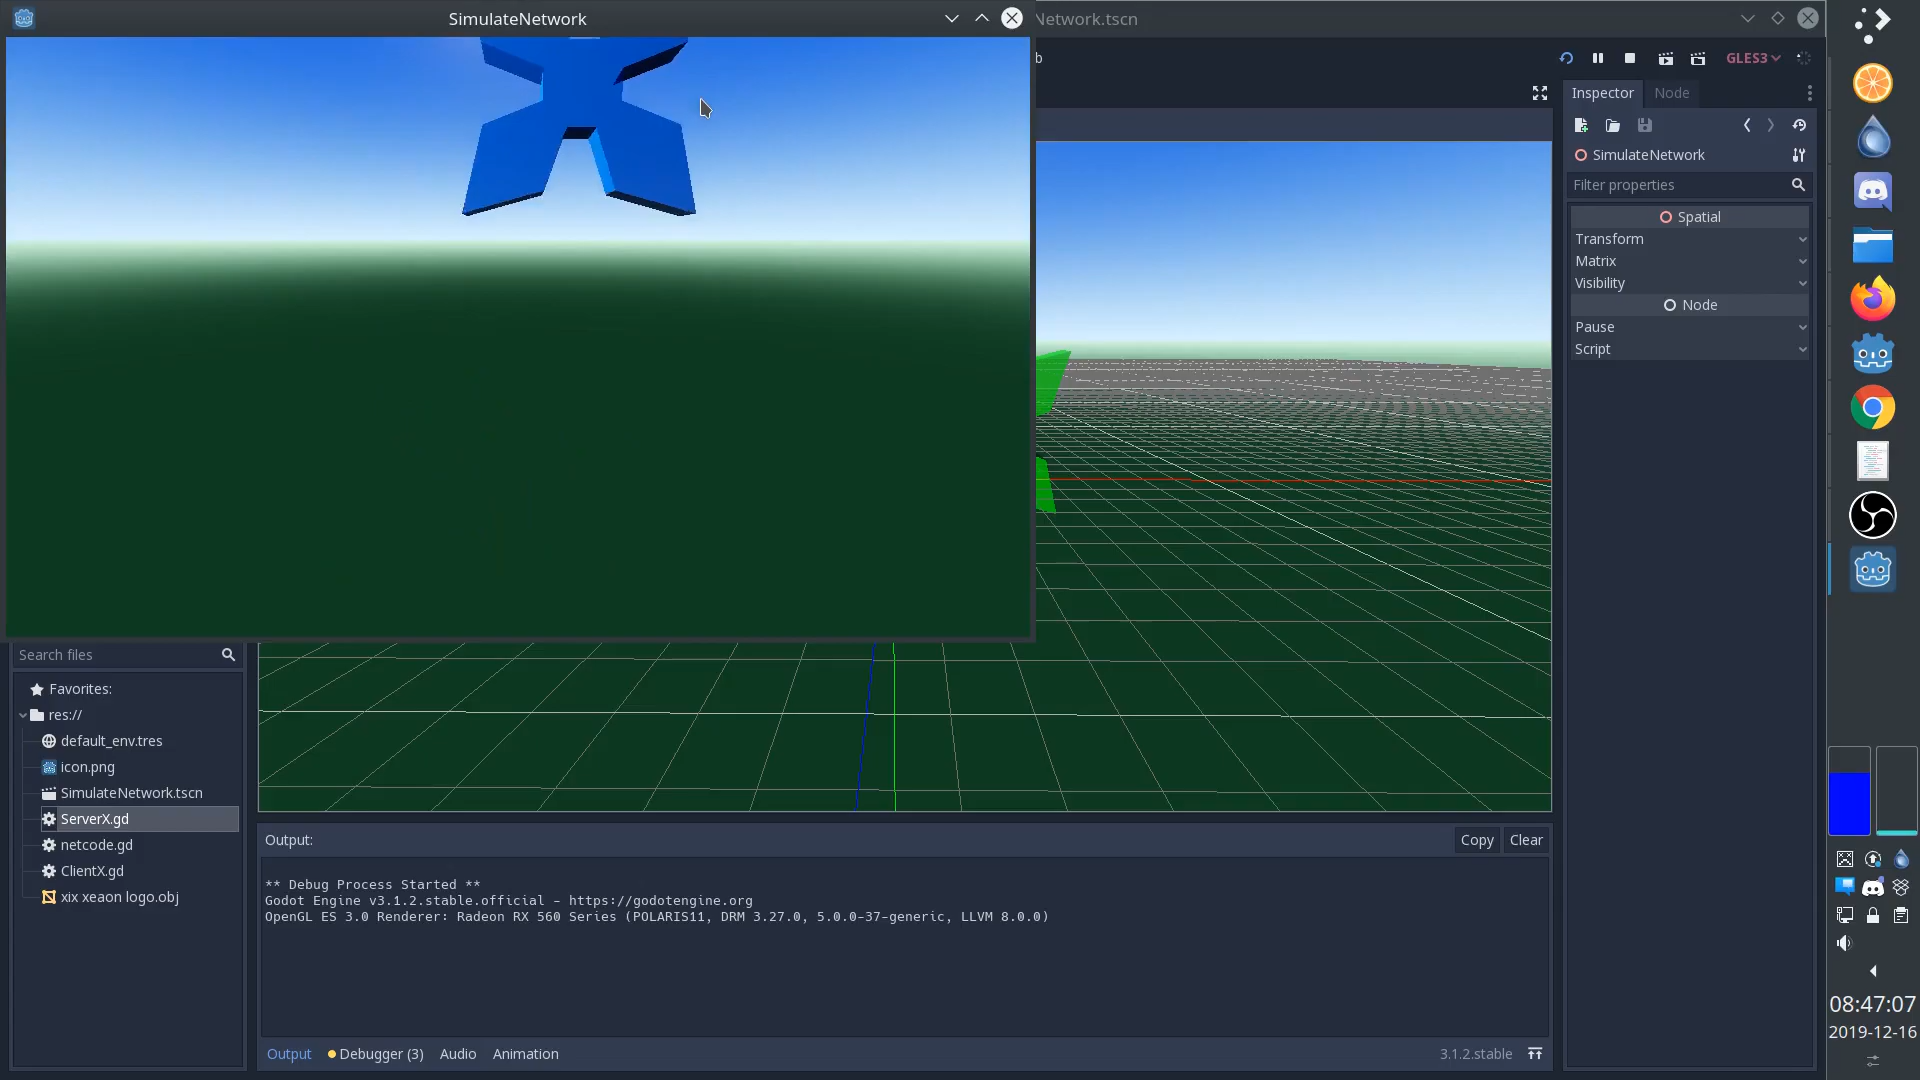 SimulateNetwork
Network.tscn
b
GLES3
Inspector
Node
SimulateNetwork
Filter properties
Spatial
Transform
Matrix
Visibility
Node
Pause
Script
Search files
Favorites:
res://
default_env.tres
icon.png
SimulateNetwork.tscn
ServerX.gd
netcode.gd
ClientX.gd
xix xeaon logo.obj
Output:
Copy
Clear
** Debug Process Started **
Godot Engine v3.1.2.stable.official - https://godotengine.org
OpenGL ES 3.0 Renderer: Radeon RX 560 Series (POLARIS11, DRM 3.27.0, 5.0.0-37-generic, LLVM 8.0.0)
Output
Debugger (3)
Audio
Animation
3.1.2.stable
08:47:07
2019-12-16